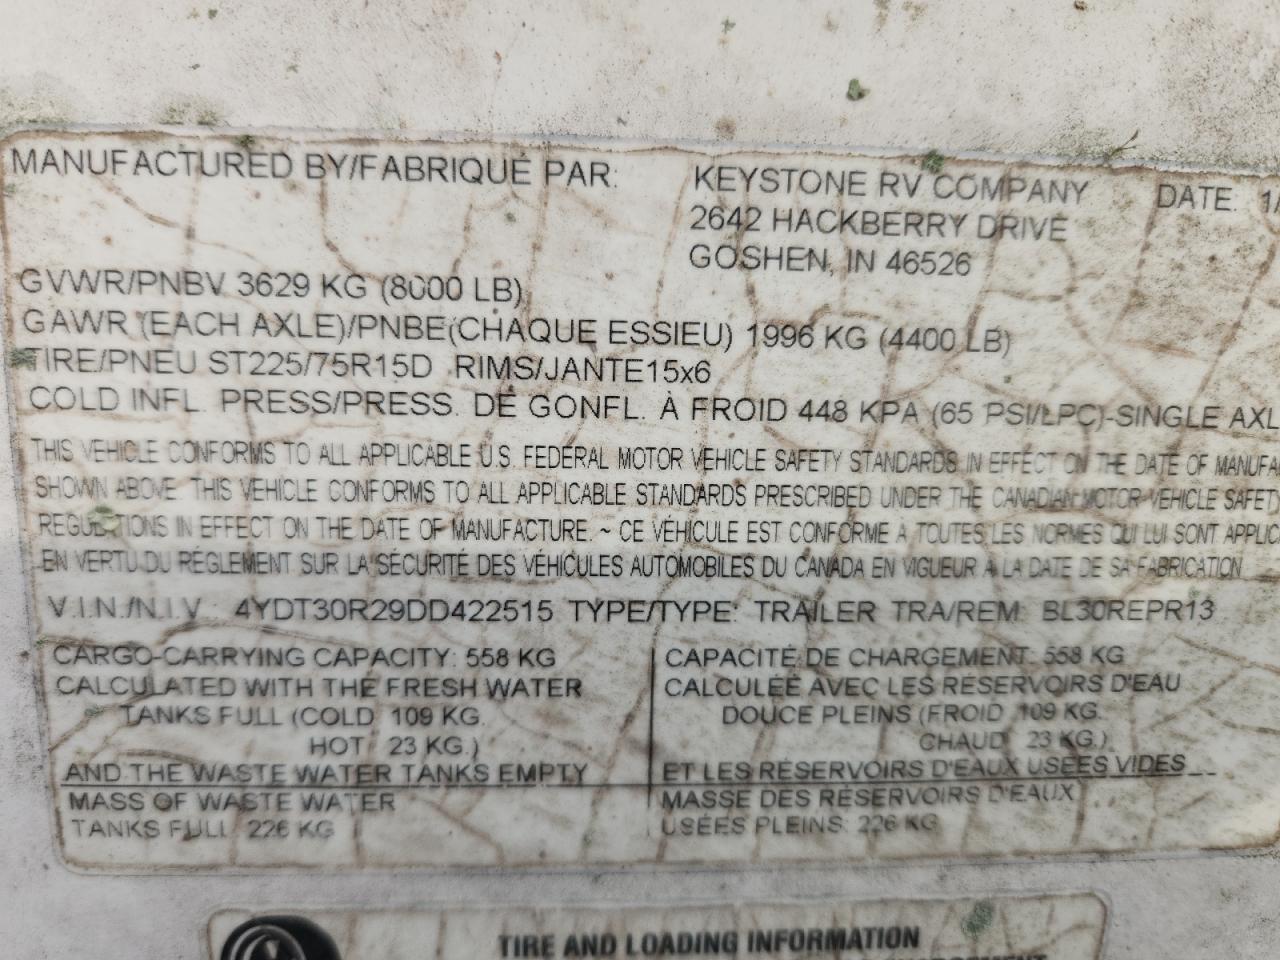 MANUFACTURED BY/FABRIQUÉ PAR: KEYSTONE RV COMPANY DATE: 1/
2642 HACKBERRY DRIVE
GOSHEN, IN 46526
GVWR/PNBV 3629 KG (8000 LB)
GAWR (EACH AXLE)/PNBE(CHAQUE ESSIEU) 1996 KG (4400 LB)
TIRE/PNEU ST225/75R15D RIMS/JANTE15x6
COLD INFL. PRESS/PRESS. DE GONFL. À FROID 448 KPA (65 PSI/LPC)-SINGLE AXL
THIS VEHICLE CONFORMS TO ALL APPLICABLE U.S. FEDERAL MOTOR VEHICLE SAFETY STANDARDS IN EFFECT ON THE DATE OF MANUFA
SHOWN ABOVE. THIS VEHICLE CONFORMS TO ALL APPLICABLE STANDARDS PRESCRIBED UNDER THE CANADIAN MOTOR VEHICLE SAFETY
REGULATIONS IN EFFECT ON THE DATE OF MANUFACTURE. ~ CE VÉHICULE EST CONFORME À TOUTES LES NORMES QUI LUI SONT APPLIC
EN VERTU DU RÉGLEMENT SUR LA SÉCURITÉ DES VÉHICULES AUTOMOBILES DU CANADA EN VIGUEUR À LA DATE DE SA FABRICATION
V.I.N./N.I.V.: 4YDT30R29DD422515 TYPE/TYPE: TRAILER TRA/REM: BL30REPR13
CARGO-CARRYING CAPACITY: 558 KG
CALCULATED WITH THE FRESH WATER
TANKS FULL (COLD 109 KG.
HOT 23 KG.)
AND THE WASTE WATER TANKS EMPTY
MASS OF WASTE WATER
TANKS FULL: 226 KG
CAPACITÉ DE CHARGEMENT: 558 KG
CALCULÉE AVEC LES RÉSERVOIRS D'EAU
DOUCE PLEINS (FROID 109 KG.
CHAUD 23 KG.)
ET LES RÉSERVOIRS D'EAUX USÉES VIDES
MASSE DES RÉSERVOIRS D'EAUX
USÉES PLEINS: 226 KG
TIRE AND LOADING INFORMATION